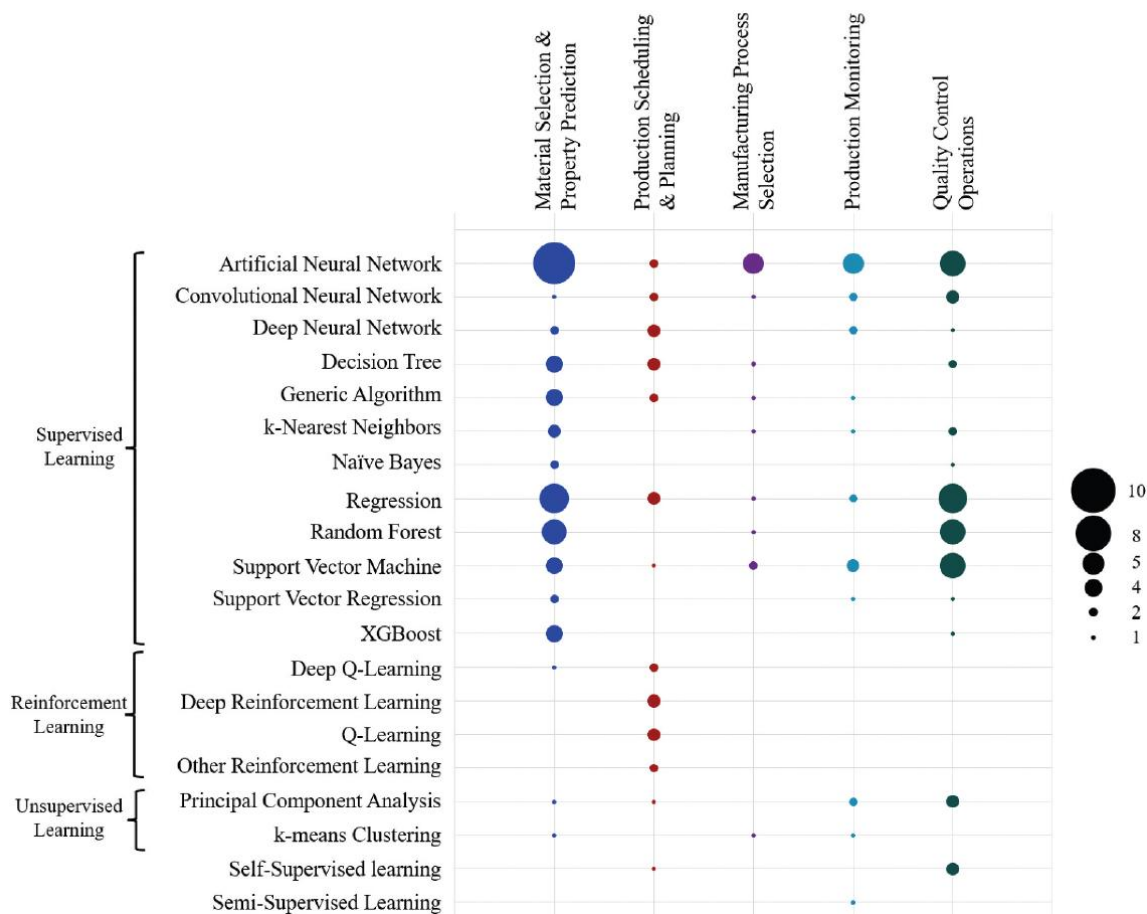 Material Selection &
Property Prediction
Production Scheduling
& Planning
Manufacturing Process
Selection
Production Monitoring
Quality Control
Operations
Supervised
Learning
Artificial Neural Network
Convolutional Neural Network
Deep Neural Network
Decision Tree
Generic Algorithm
k-Nearest Neighbors
Naïve Bayes
Regression
Random Forest
Support Vector Machine
Support Vector Regression
XGBoost
Reinforcement
Learning
Deep Q-Learning
Deep Reinforcement Learning
Q-Learning
Other Reinforcement Learning
Unsupervised
Learning
Principal Component Analysis
k-means Clustering
Self-Supervised learning
Semi-Supervised Learning
10
8
5
4
2
1